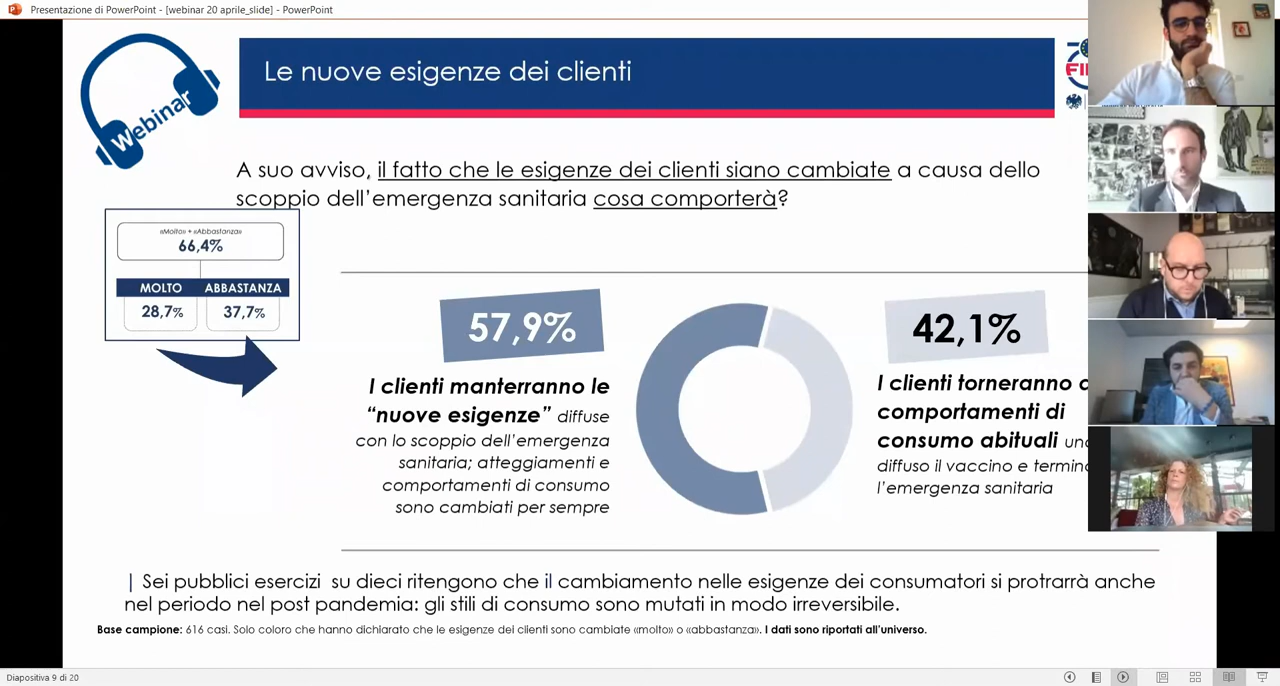 Presentazione di PowerPoint - [webinar 20 aprile_slide] - PowerPoint
Webinar
Le nuove esigenze dei clienti
A suo avviso, il fatto che le esigenze dei clienti siano cambiate a causa dello
scoppio dell’emergenza sanitaria cosa comporterà?
«Molto» + «Abbastanza»
66,4%
MOLTO ABBASTANZA
28,7% 37,7%
57,9%
I clienti manterranno le
“nuove esigenze” diffuse
con lo scoppio dell’emergenza
sanitaria; atteggiamenti e
comportamenti di consumo
sono cambiati per sempre
42,1%
I clienti torneranno
comportamenti di
consumo abituali
diffuso il vaccino e
l’emergenza sanitaria
| Sei pubblici esercizi su dieci ritengono che il cambiamento nelle esigenze dei consumatori si protrarrà anche
nel periodo nel post pandemia: gli stili di consumo sono mutati in modo irreversibile.
Base campione: 616 casi. Solo coloro che hanno dichiarato che le esigenze dei clienti sono cambiate «molto» o «abbastanza». I dati sono riportati all’universo.
Diapositiva 9 di 20